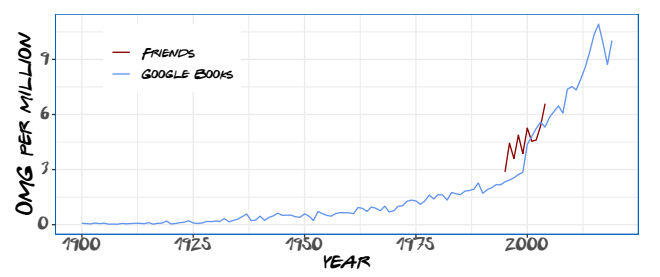 FRIENDS
GOOGLE BOOKS
OMG PER MILLION
9
6
3
0
1900
1925
1950
1975
2000
YEAR